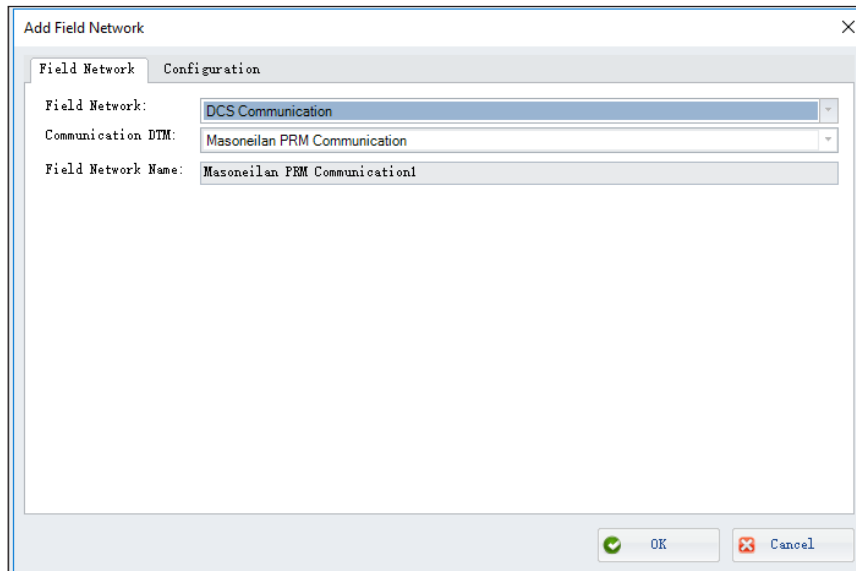 Add Field Network
Field Network Configuration
Field Network: DCS Communication
Communication DTM: Masoneilan PRM Communication
Field Network Name: Masoneilan PRM Communication1
OK Cancel